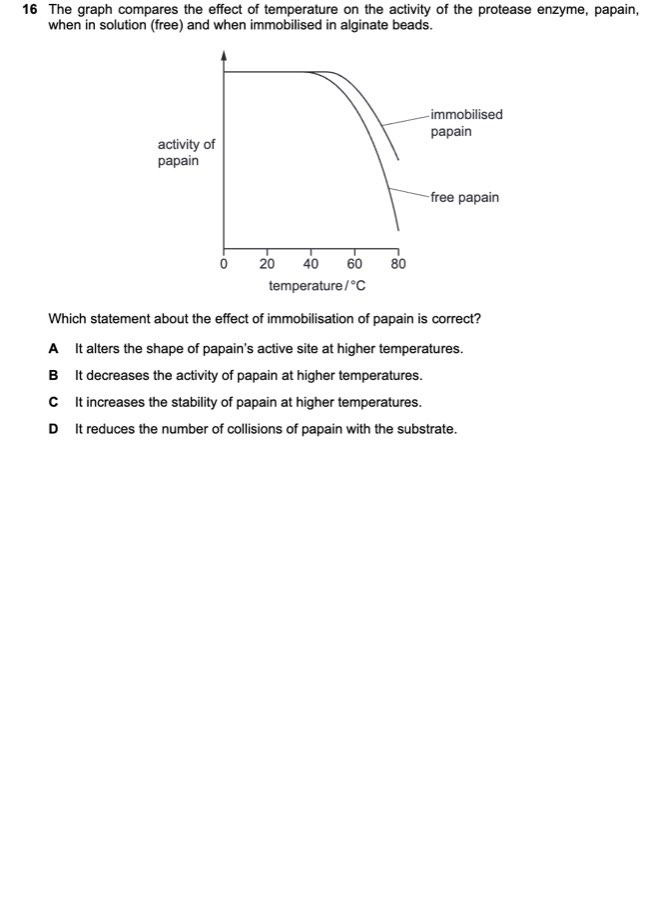 16 The graph compares the effect of temperature on the activity of the protease enzyme, papain,
when in solution (free) and when immobilised in alginate beads.
activity of
papain
immobilised
papain
free papain
0 20 40 60 80
temperature / °C
Which statement about the effect of immobilisation of papain is correct?
A It alters the shape of papain's active site at higher temperatures.
B It decreases the activity of papain at higher temperatures.
C It increases the stability of papain at higher temperatures.
D It reduces the number of collisions of papain with the substrate.